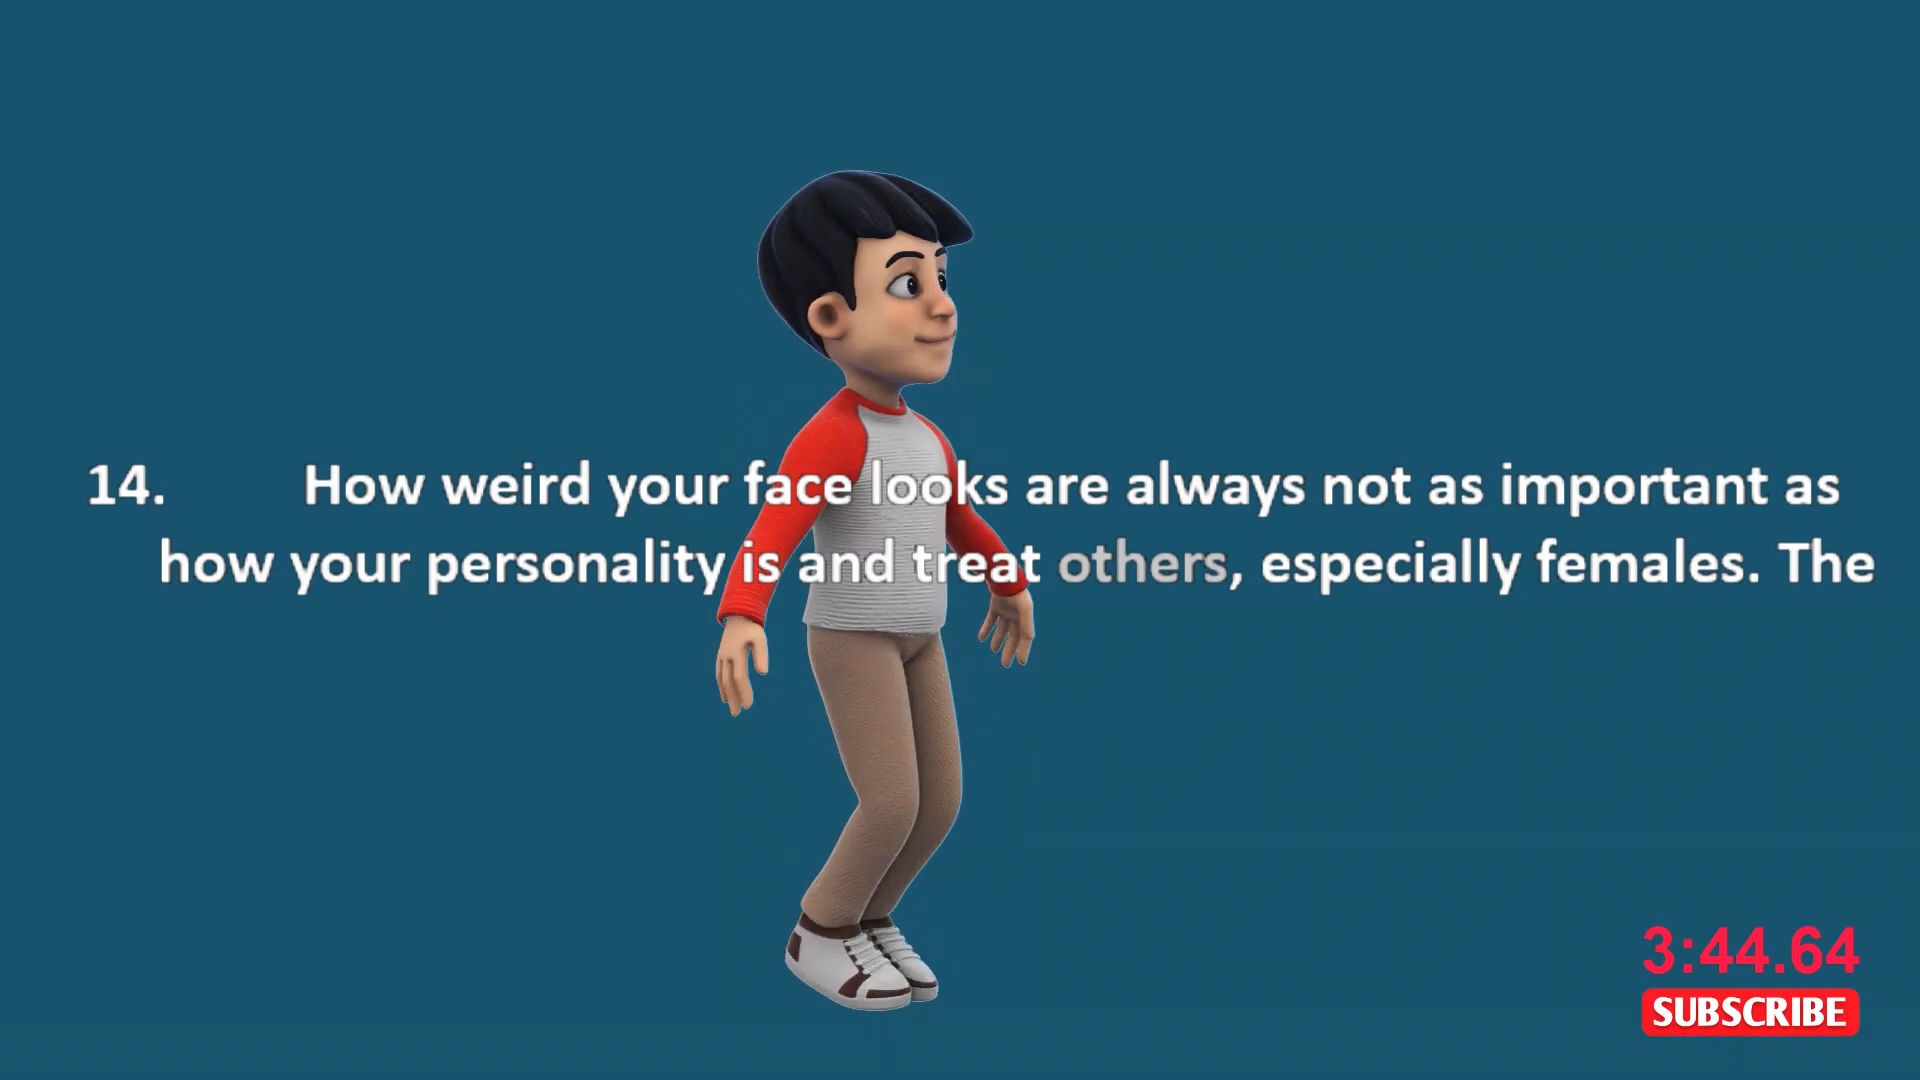 14. How weird your face looks are always not as important as
how your personality is and treat others, especially females. The
3:44.64
SUBSCRIBE